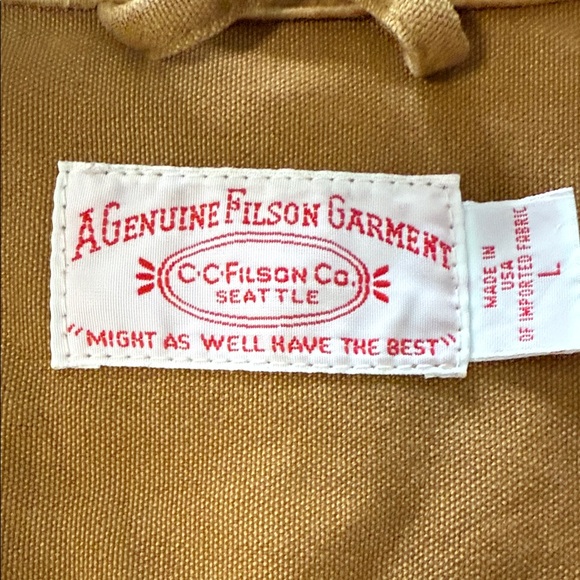 A GENUINE FILSON GARMENT
C.C. FILSON CO.
SEATTLE
"MIGHT AS WELL HAVE THE BEST"
MADE IN
USA
OF IMPORTED FABRIC
L